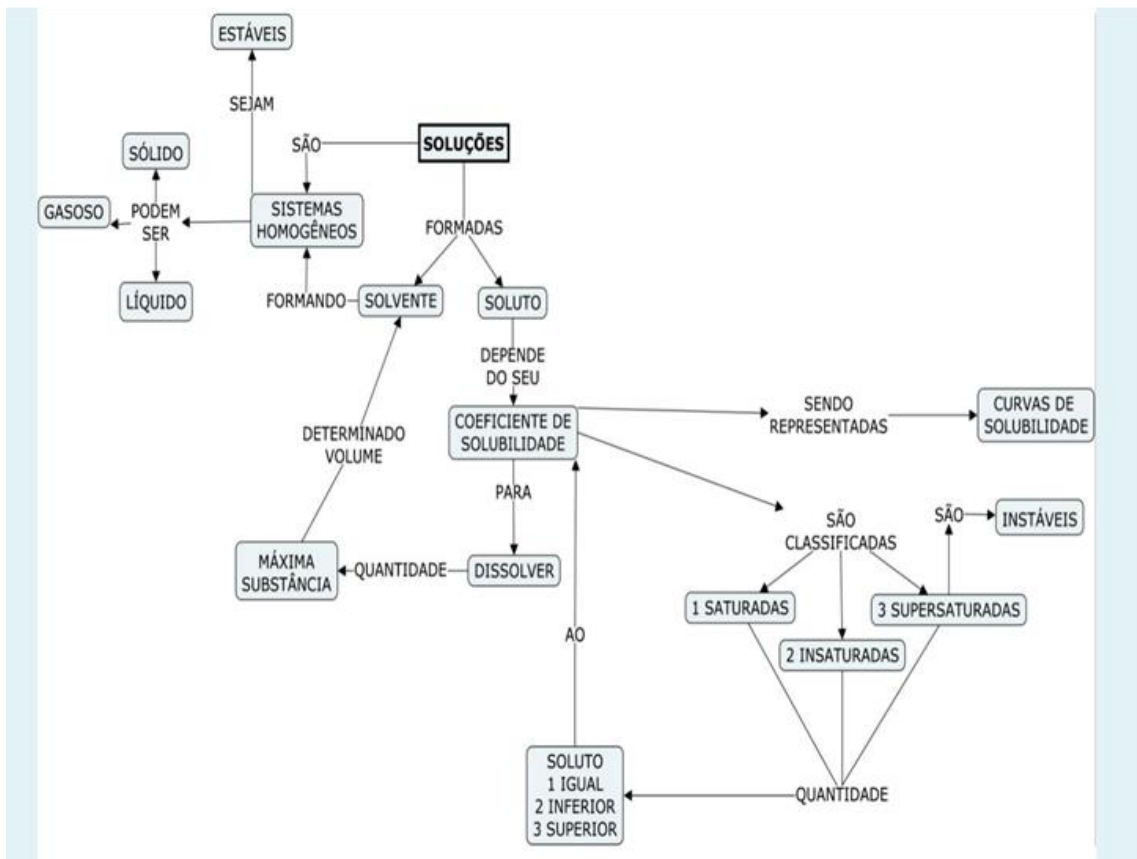 ESTÁVEIS
SEJAM
SOLUÇÕES
SÃO
SÓLIDO
GASOSO
PODEM
SER
SISTEMAS
HOMOGÊNEOS
FORMADAS
LÍQUIDO
FORMANDO
SOLVENTE
SOLUTO
DEPENDE
DO SEU
COEFICIENTE DE
SOLUBILIDADE
SENDO
REPRESENTADAS
CURVAS DE
SOLUBILIDADE
DETERMINADO
VOLUME
PARA
MÁXIMA
SUBSTÂNCIA
QUANTIDADE
DISSOLVER
SÃO
CLASSIFICADAS
SÃO
INSTÁVEIS
1 SATURADAS
3 SUPERSATURADAS
2 INSATURADAS
AO
SOLUTO
1 IGUAL
2 INFERIOR
3 SUPERIOR
QUANTIDADE